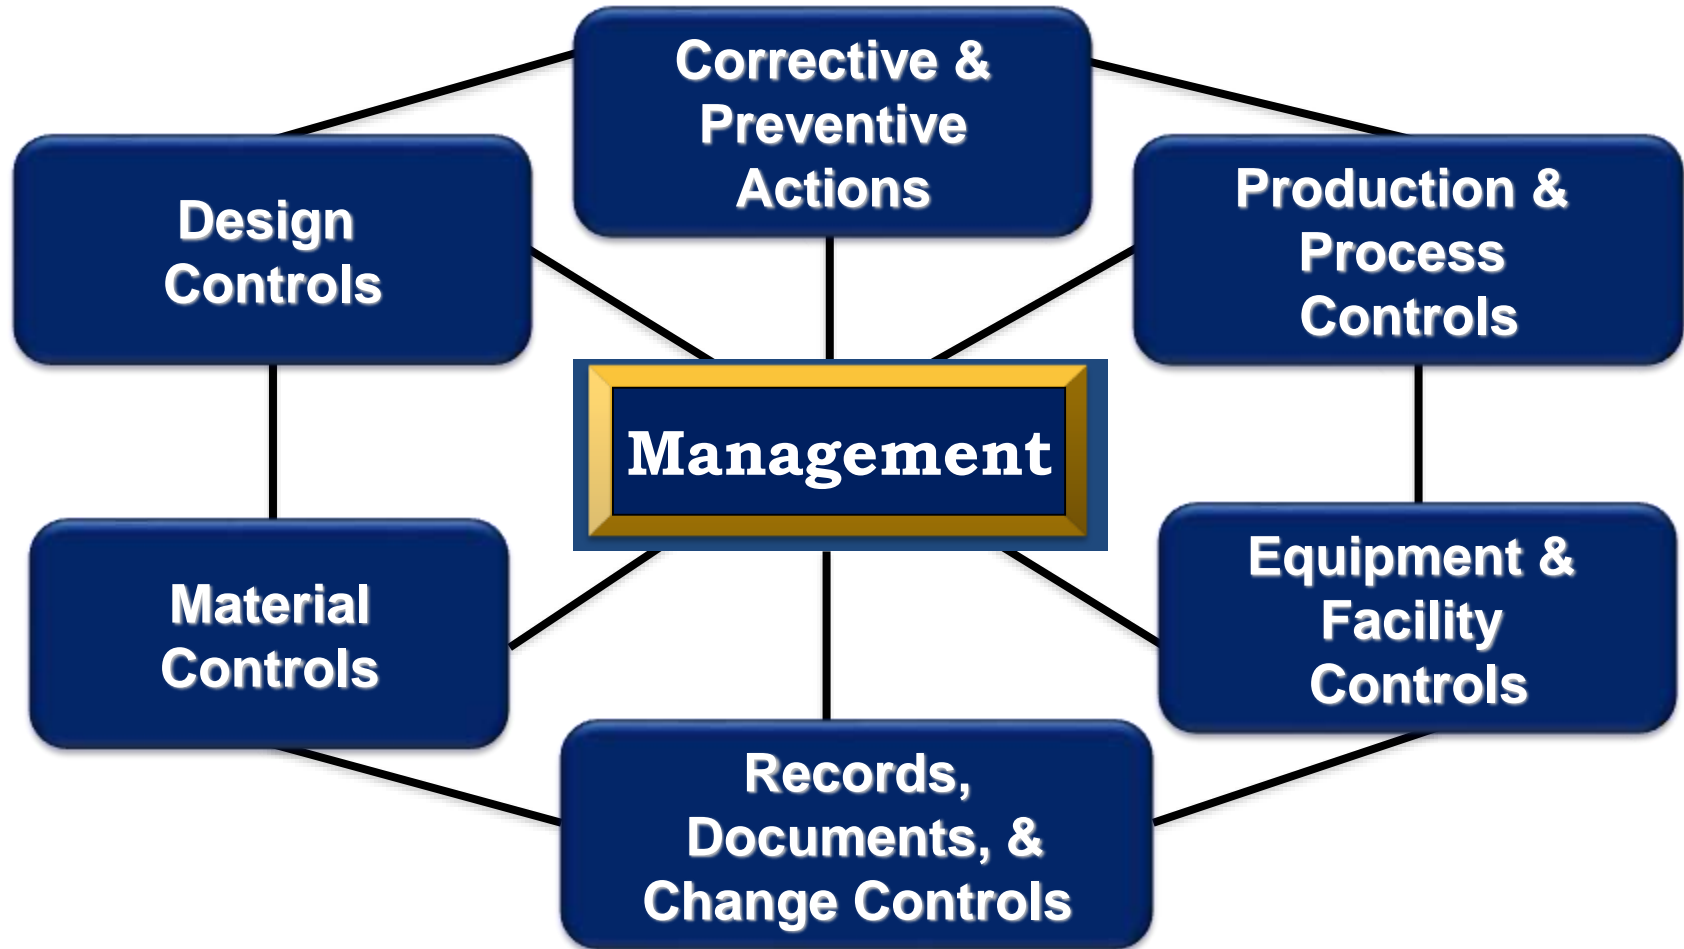 Corrective &
Preventive
Actions
Design
Controls
Production &
Process
Controls
Management
Material
Controls
Equipment &
Facility
Controls
Records,
Documents, &
Change Controls